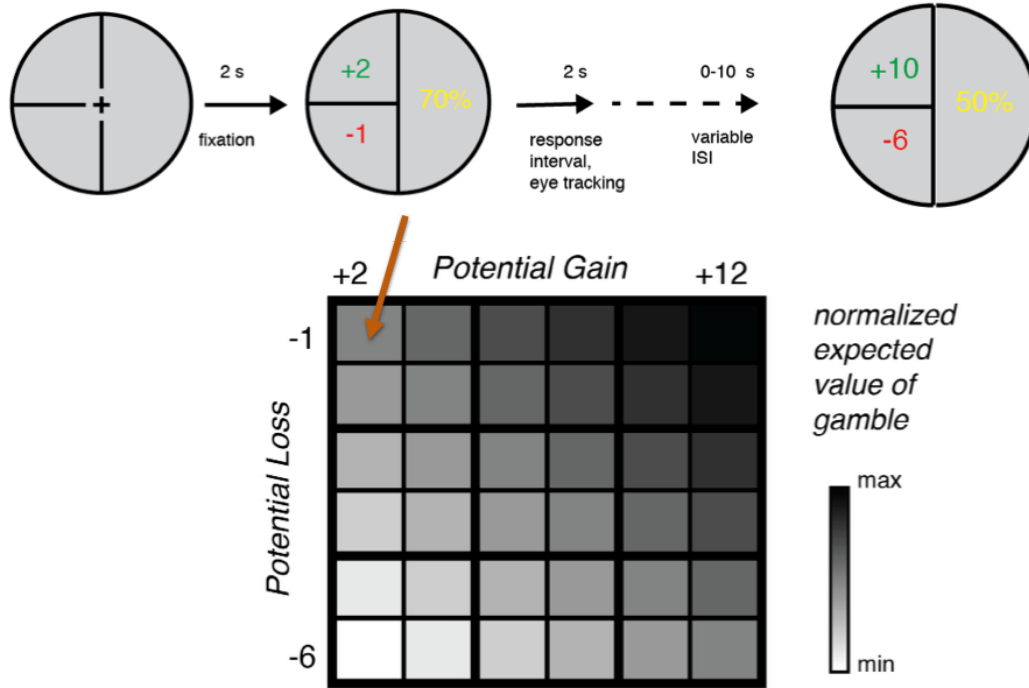 2 s
fixation
+2
-1
70%
2 s
response
interval,
eye tracking
0-10 s
variable
ISI
+10
-6
50%
+2
Potential Gain
+12
-1
Potential Loss
-6
normalized
expected
value of
gamble
max
min